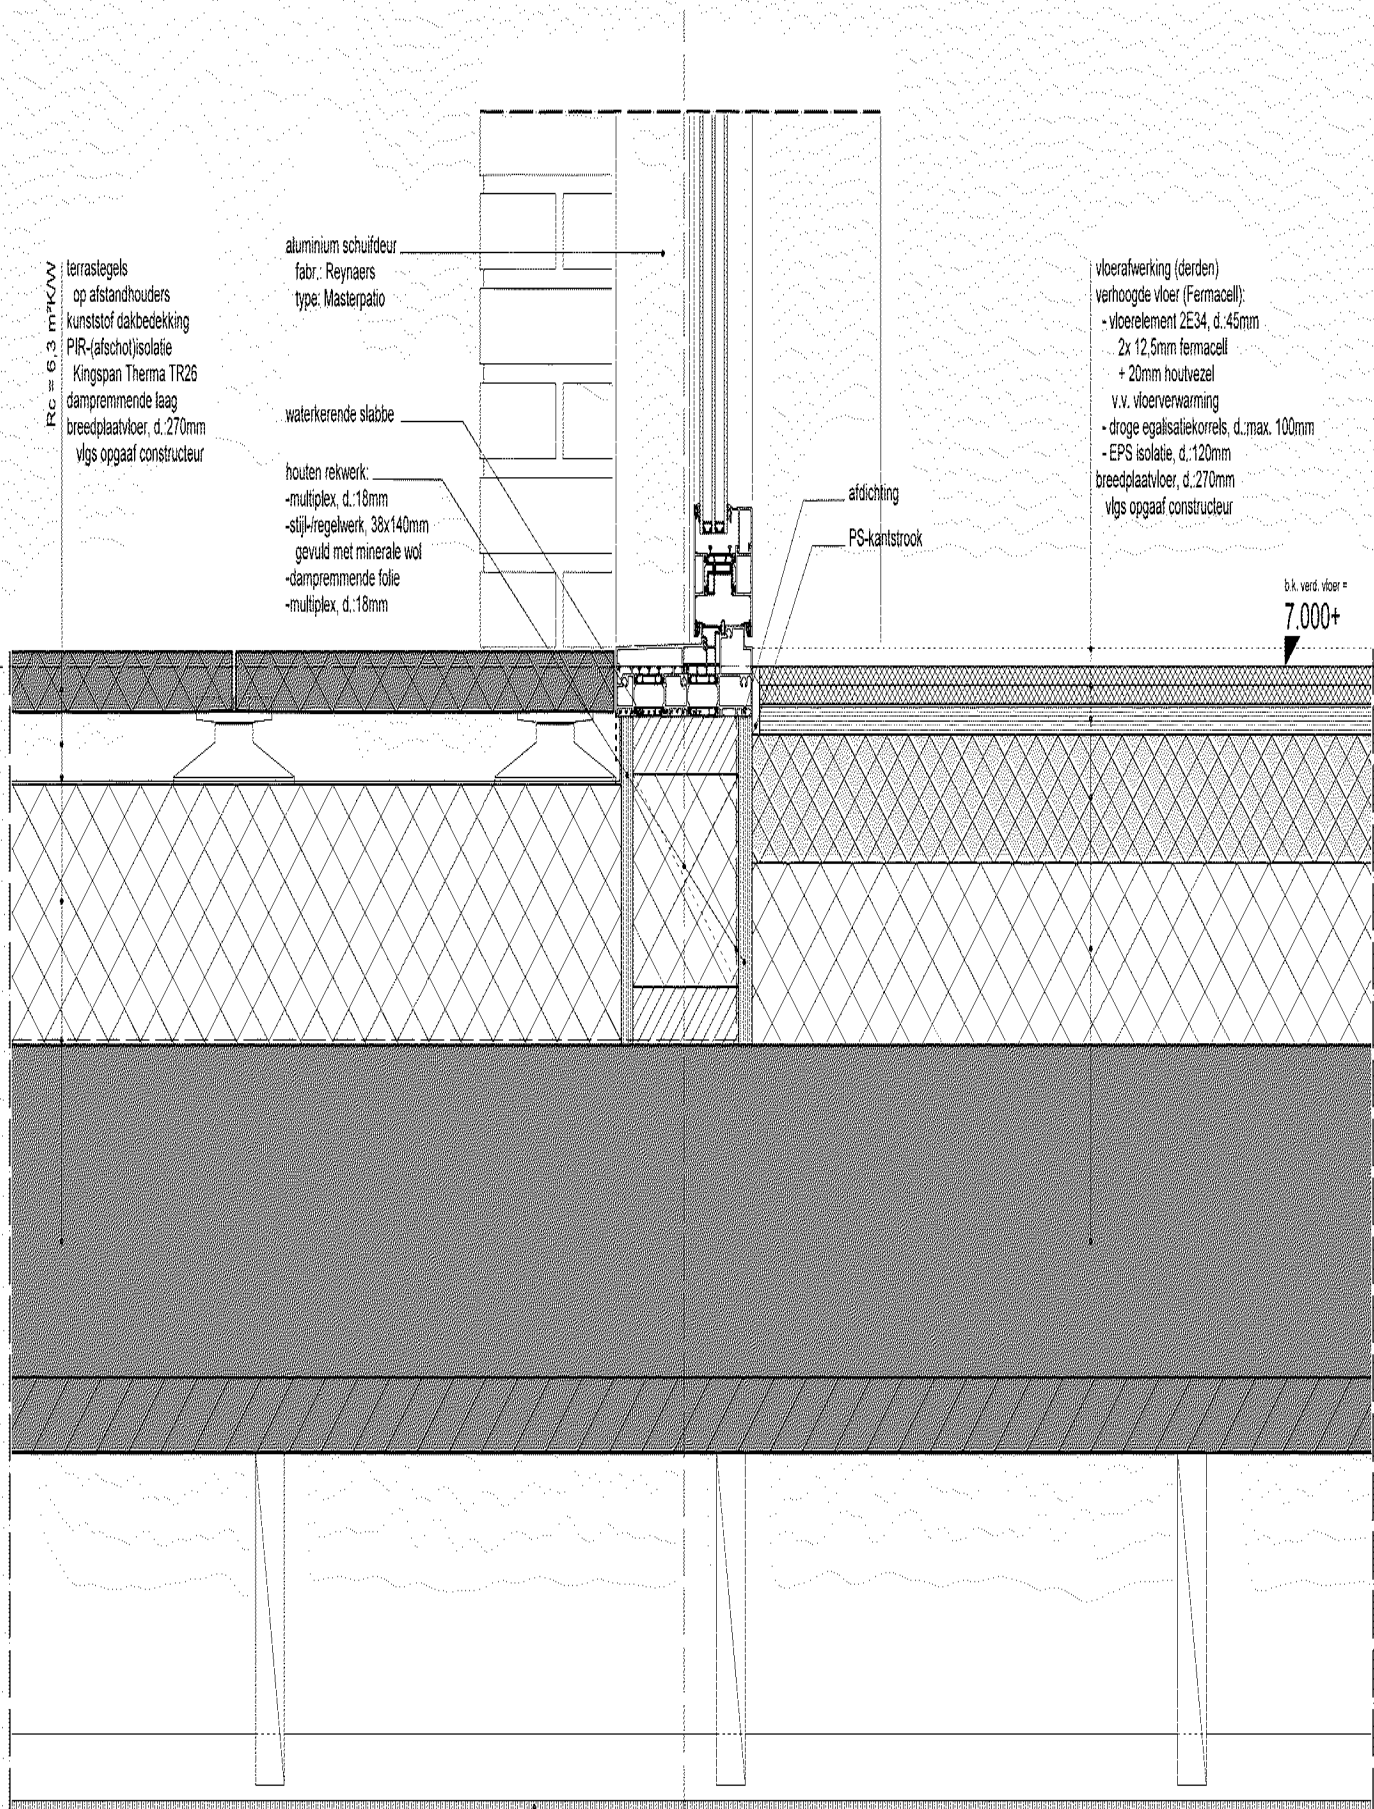 Rc = 6,3 m²K/W
terrastegels
op afstandhouders
kunststof dakbedekking
PIR-(afschot)isolatie
Kingspan Therma TR26
dampremmende laag
breedplaatvloer, d.:270mm
vlgs opgaaf constructeur
aluminium schuifdeur
fabr.: Reynaers
type: Masterpatio
waterkerende slabbe
houten rekwerk:
-multiplex, d.:18mm
-stijl-/regelwerk, 38x140mm
gevuld met minerale wol
-dampremmende folie
-multiplex, d.:18mm
afdichting
PS-kantstrook
vloerafwerking (derden)
verhoogde vloer (Fermacell):
- vloerelement 2E34, d.:45mm
2x 12,5mm fermacell
+ 20mm houtvezel
v.v. vloerverwarming
- droge egalisatiekorrels, d.:max. 100mm
- EPS isolatie, d.:120mm
breedplaatvloer, d.:270mm
vlgs opgaaf constructeur
b.k. verd. vloer =
7.000+